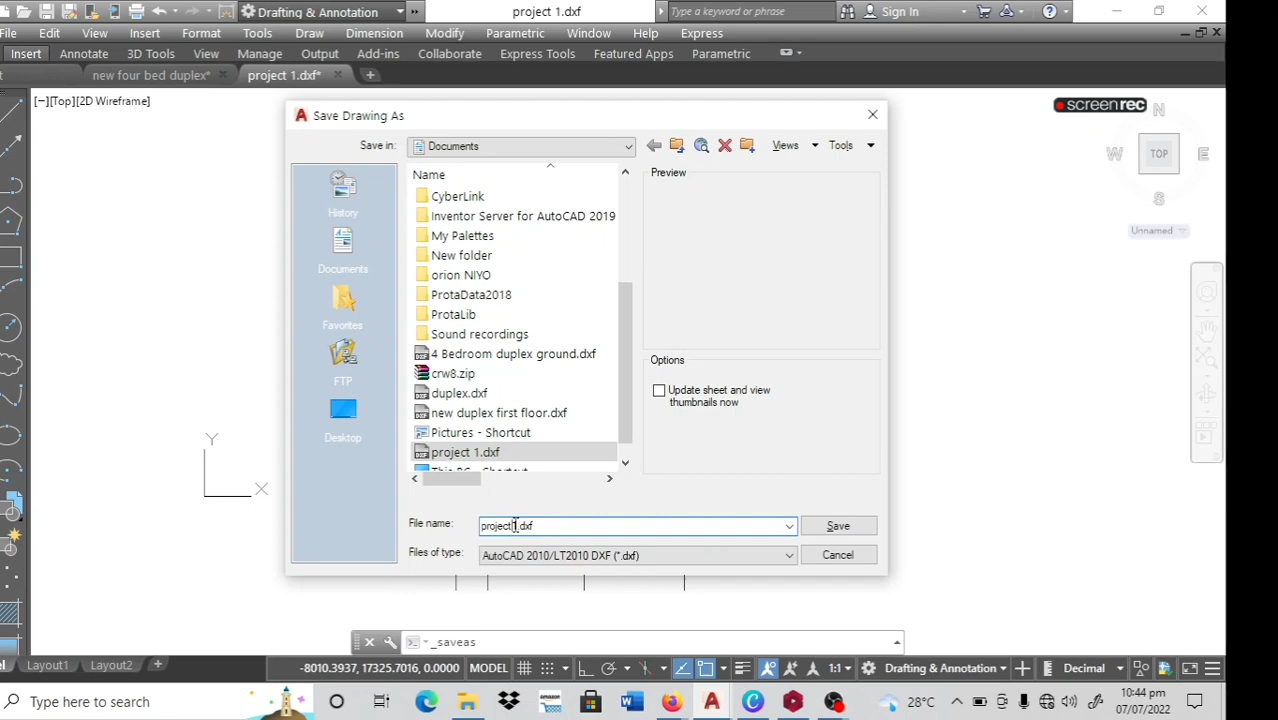 Drafting & Annotation
project 1.dxf
Type a keyword or phrase
Sign In
File
Edit
View
Insert
Format
Tools
Draw
Dimension
Modify
Parametric
Window
Help
Express
Insert
Annotate
3D Tools
View
Manage
Output
Add-ins
Collaborate
Express Tools
Featured Apps
Parametric
new four bed duplex*
project 1.dxf*
[−][Top][2D Wireframe]
screenrec
N
W
TOP
E
S
Unnamed
Save Drawing As
Save in:
Documents
Views
Tools
History
Documents
Favorites
FTP
Desktop
Name
CyberLink
Inventor Server for AutoCAD 2019
My Palettes
New folder
orion NIYO
ProtaData2018
ProtaLib
Sound recordings
4 Bedroom duplex ground.dxf
crw8.zip
duplex.dxf
new duplex first floor.dxf
Pictures - Shortcut
project 1.dxf
Preview
Options
Update sheet and view
thumbnails now
File name:
project 1.dxf
Save
Files of type:
AutoCAD 2010/LT2010 DXF (*.dxf)
Cancel
Y
X
_saveas
Layout1
Layout2
-8010.3937, 17325.7016, 0.0000
MODEL
1:1
Drafting & Annotation
Decimal
Type here to search
28°C
10:44 pm
07/07/2022